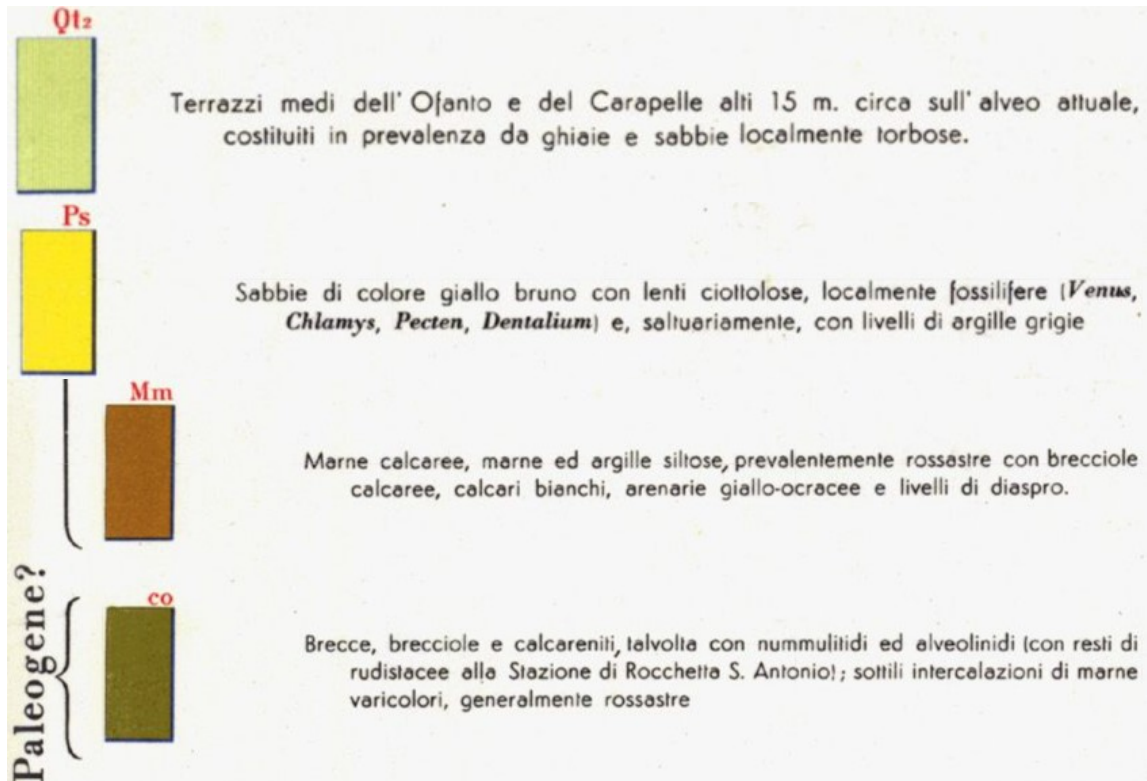 Qt2
Terrazzi medi dell' Ofanto e del Carapelle alti 15 m. circa sull' alveo attuale,
costituiti in prevalenza da ghiaie e sabbie localmente torbose.
Ps
Sabbie di colore giallo bruno con lenti ciottolose, localmente fossilifere (Venus,
Chlamys, Pecten, Dentalium) e, saltuariamente, con livelli di argille grigie
Mm
Marne calcaree, marne ed argille siltose, prevalentemente rossastre con brecciole
calcaree, calcari bianchi, arenarie giallo-ocracee e livelli di diaspro.
Paleogene?
co
Brecce, brecciole e calcareniti, talvolta con nummulitidi ed alveolinidi (con resti di
rudistacee alla Stazione di Rocchetta S. Antonio); sottili intercalazioni di marne
varicolori, generalmente rossastre